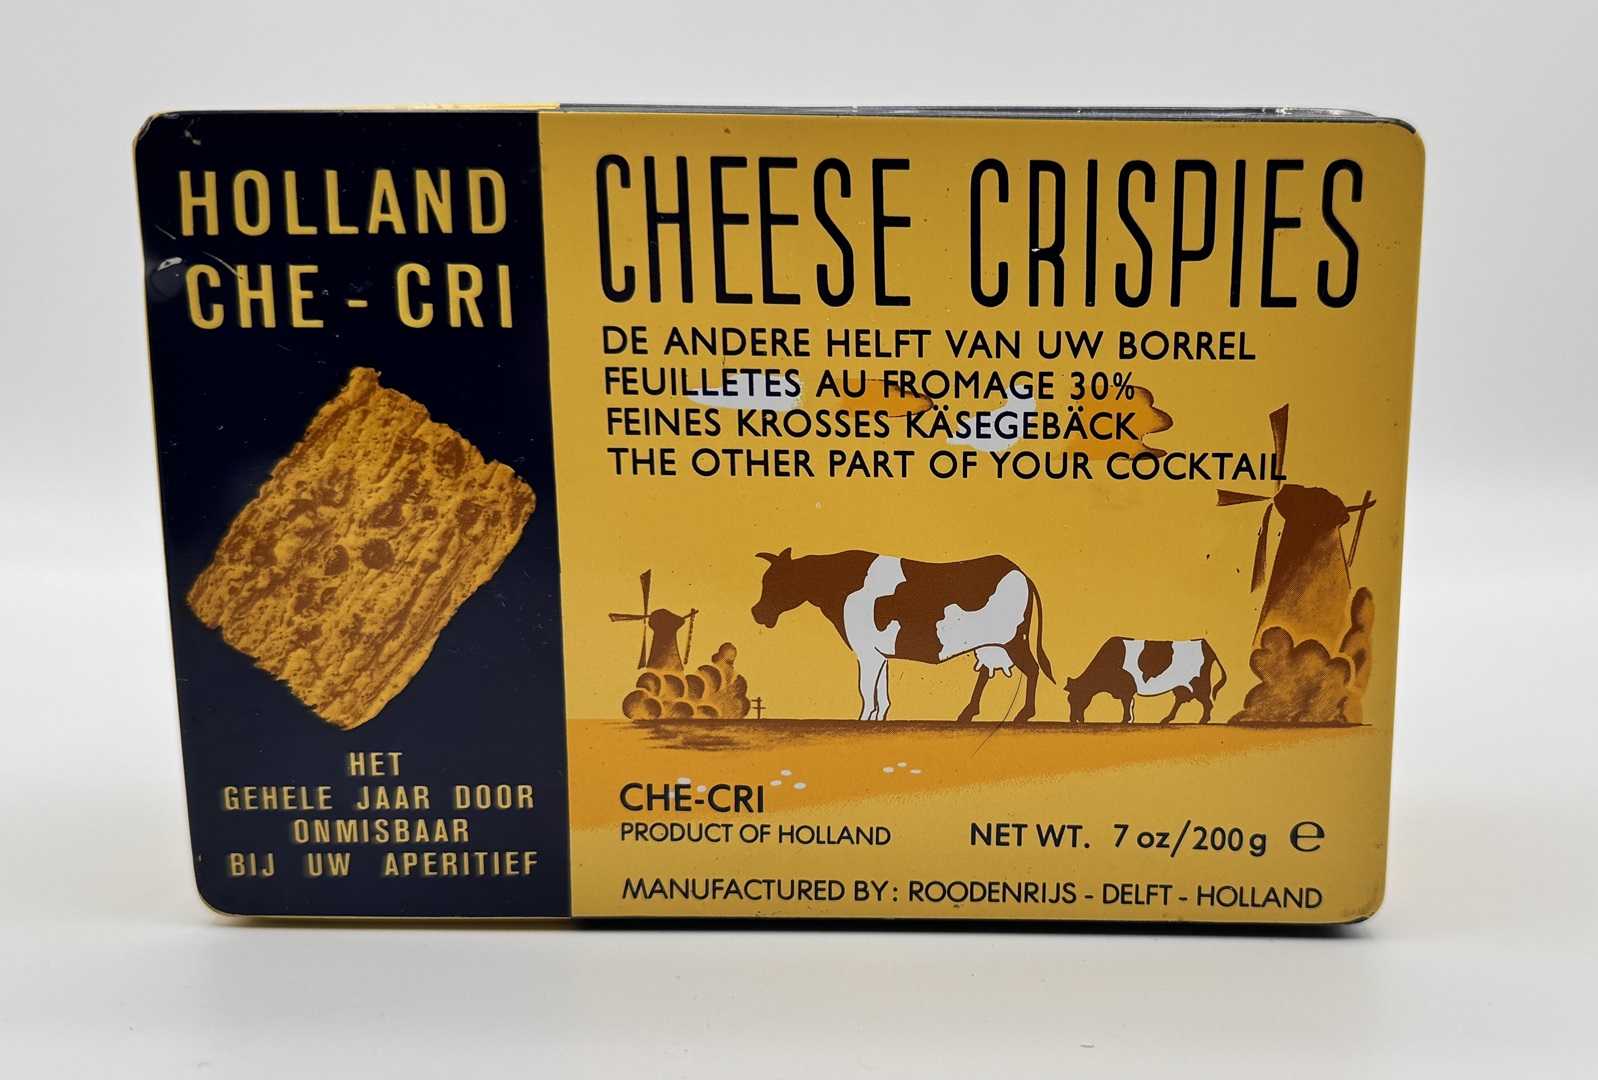 HOLLAND
CHE - CRI
HET
GEHELE JAAR DOOR
ONMISBAAR
BIJ UW APERITIEF
CHEESE CRISPIES
DE ANDERE HELFT VAN UW BORREL
FEUILLETES AU FROMAGE 30%
FEINES KROSSES KÄSEGEBÄCK
THE OTHER PART OF YOUR COCKTAIL
CHE-CRI
PRODUCT OF HOLLAND
NET WT. 7 oz/200g ℮
MANUFACTURED BY: ROODENRIJS - DELFT - HOLLAND